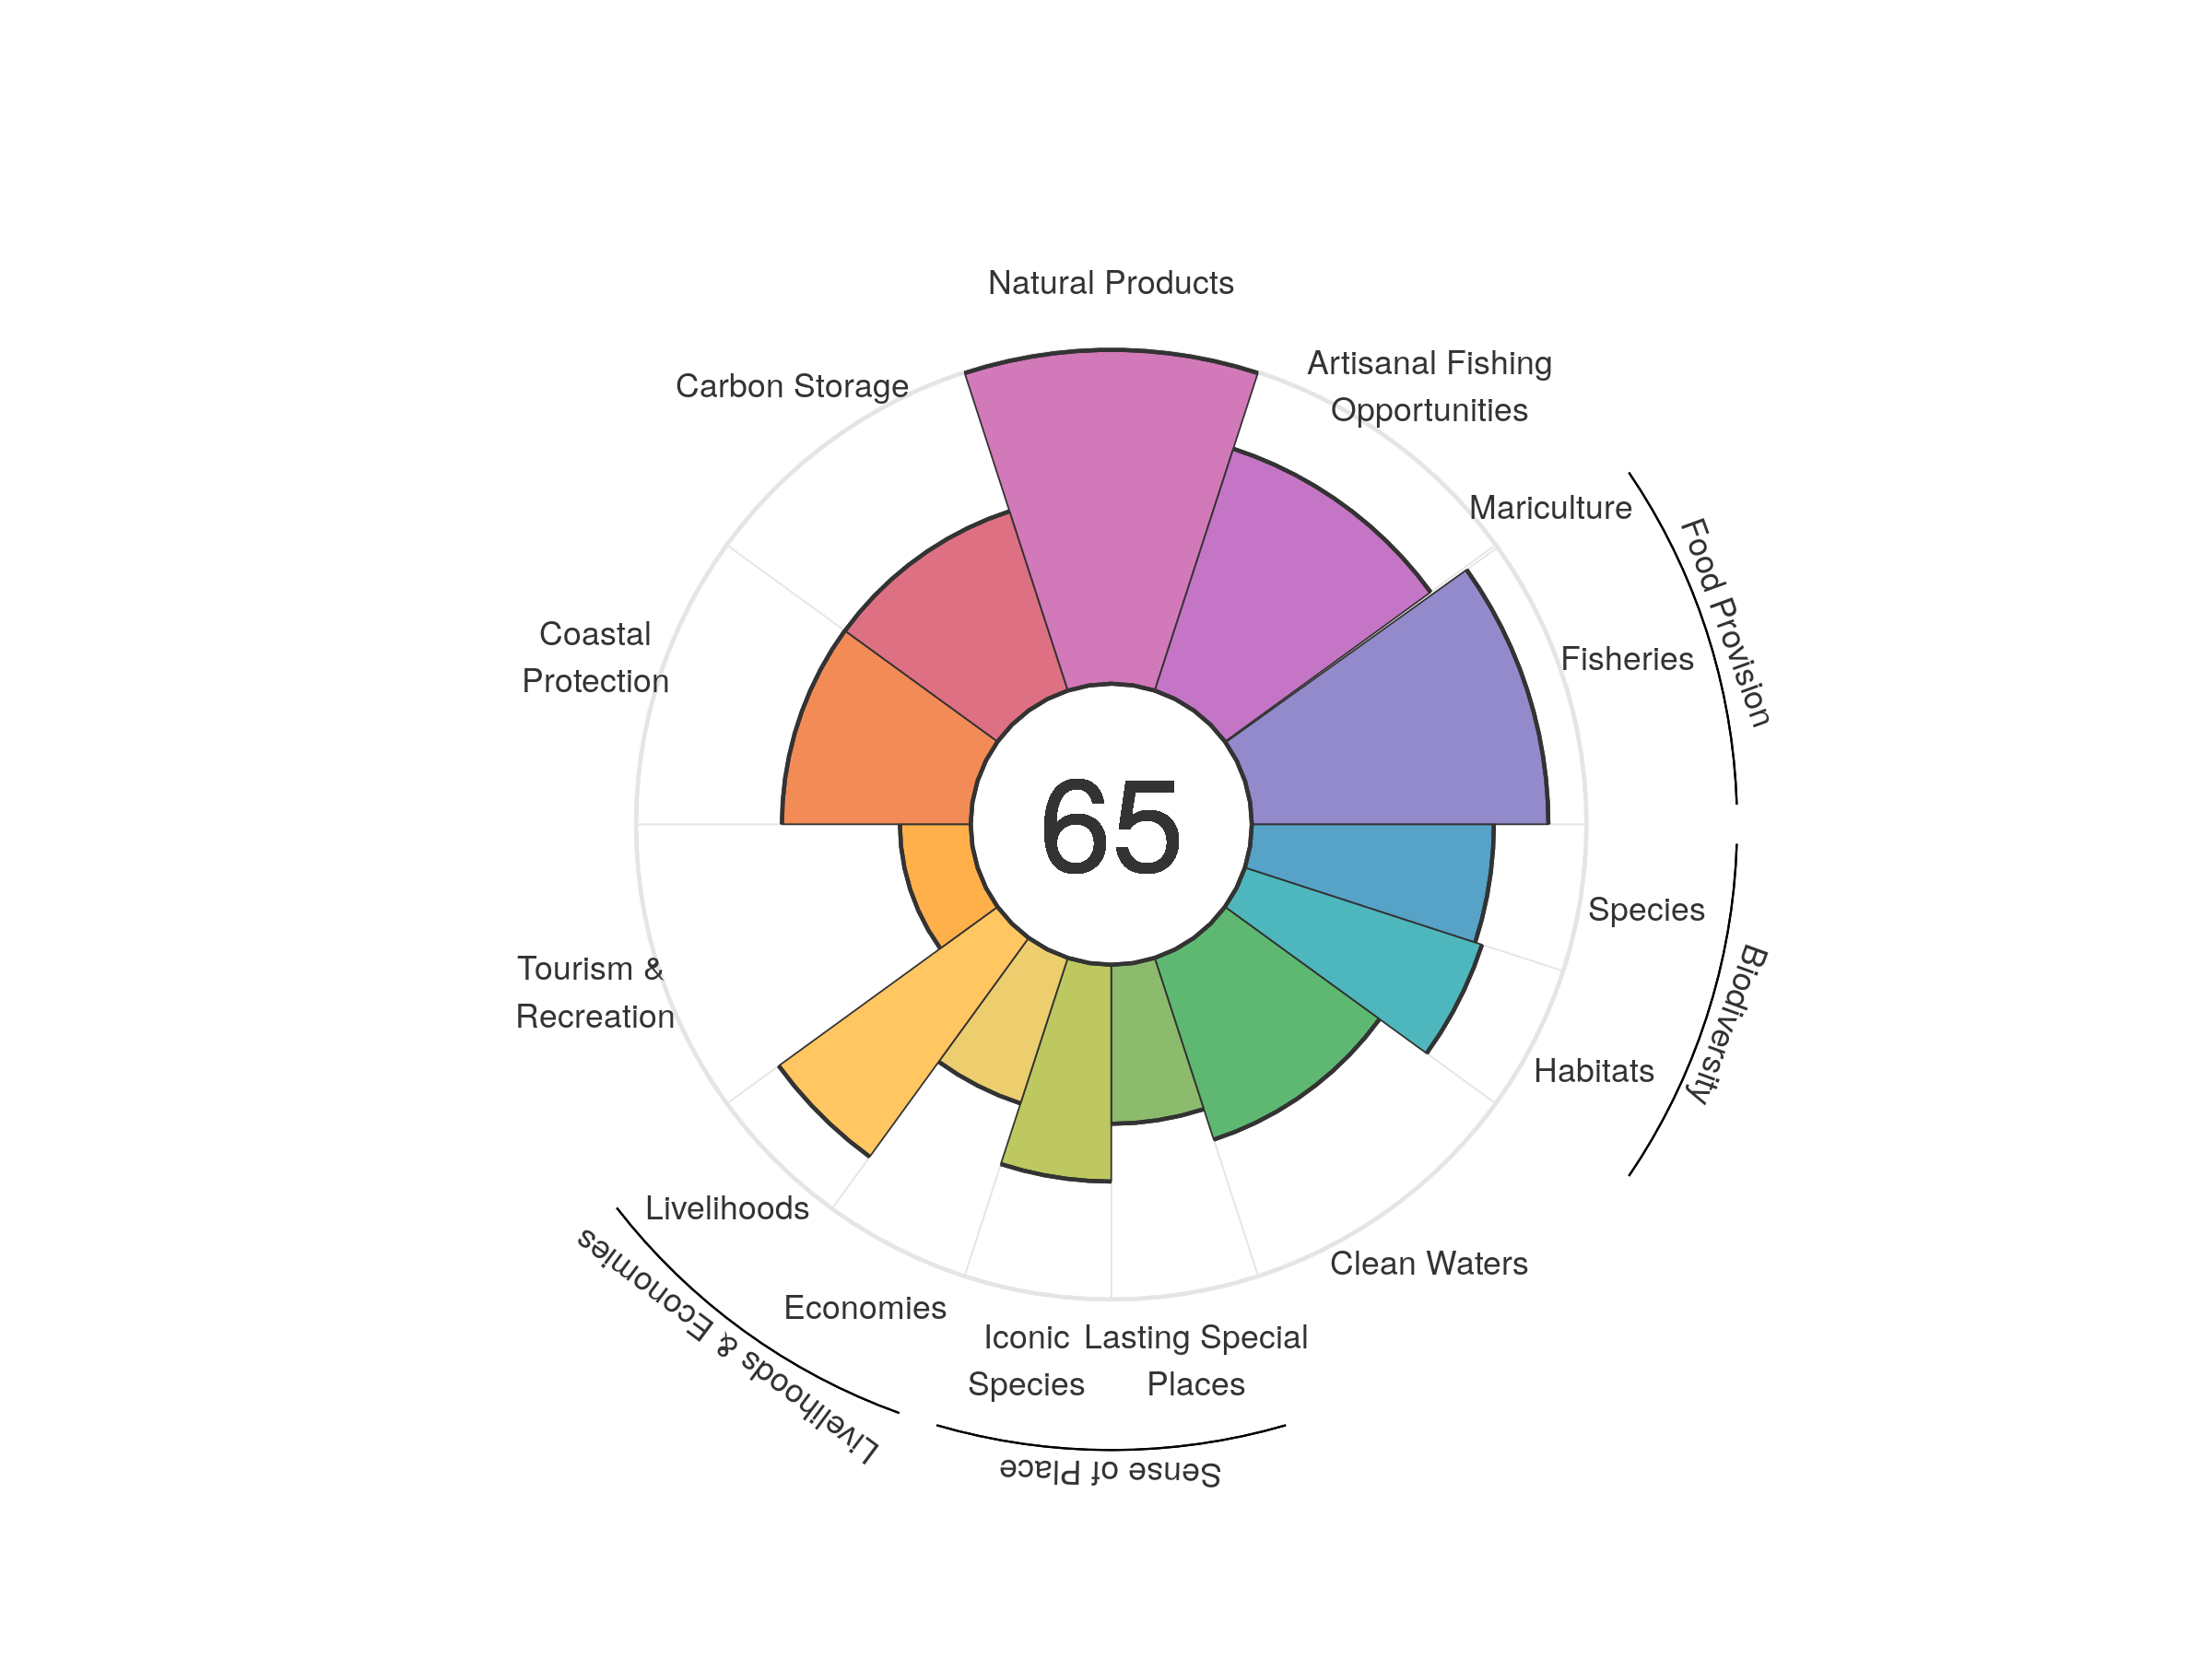 Natural Products
Artisanal Fishing
Opportunities
Carbon Storage
Mariculture
Food Provision
Coastal
Protection
Fisheries
65
Species
Biodiversity
Tourism &
Recreation
Habitats
Livelihoods
Clean Waters
Livelihoods & Economies
Economies
Iconic
Species
Lasting Special
Places
Sense of Place